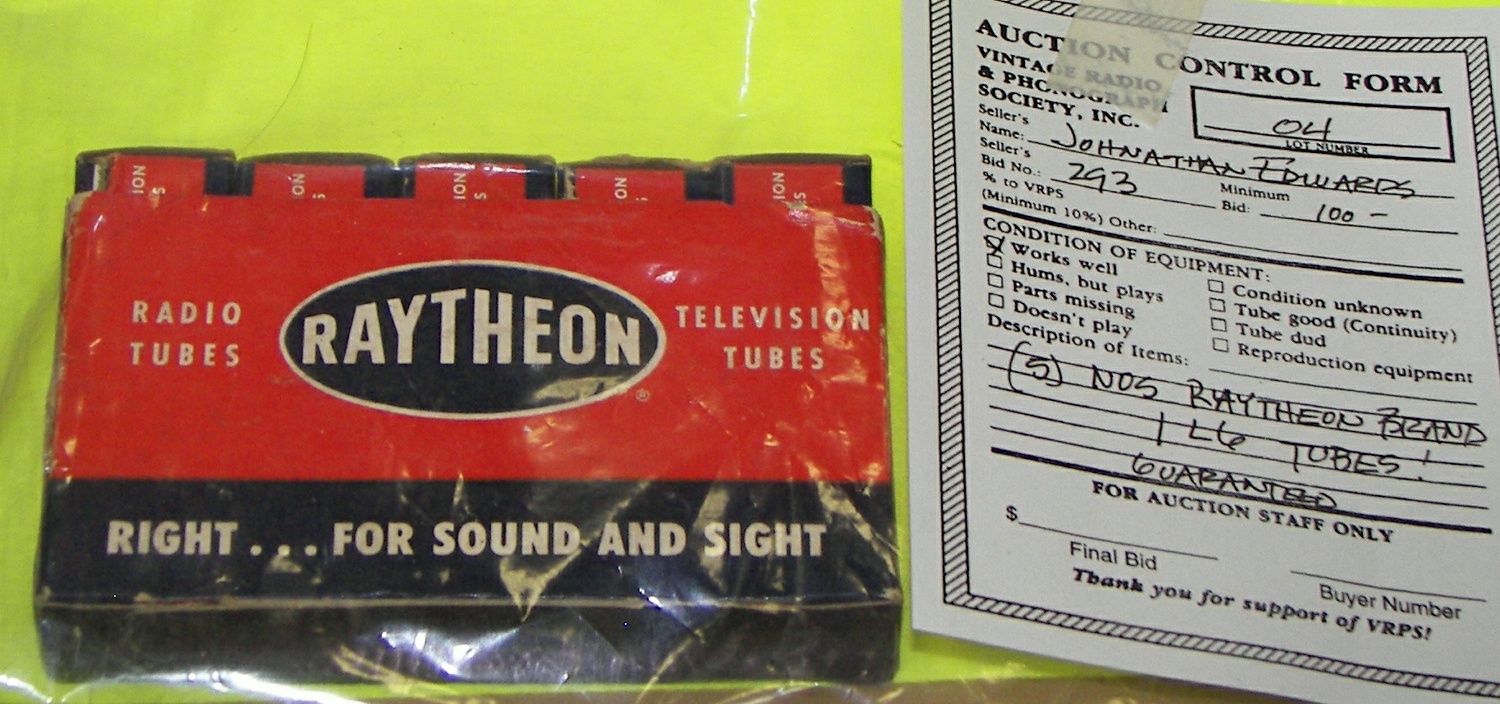 ION
S
ION
S
ION
S
ION
S
ION
S
RADIO
TUBES
RAYTHEON
®
TELEVISION
TUBES
RIGHT...FOR SOUND AND SIGHT
AUCTION CONTROL FORM
VINTAGE RADIO
& PHONOGRAPH
SOCIETY, INC.
04
LOT NUMBER
Seller's
Name: JOHNATHAN EDWARDS
Seller's
Bid No.: 293
Minimum
Bid: 100 -
% to VRPS
(Minimum 10%) Other:
CONDITION OF EQUIPMENT:
Works well
Hums, but plays
Parts missing
Doesn't play
Condition unknown
Tube good (Continuity)
Tube dud
Reproduction equipment
Description of Items:
(5) NOS RAYTHEON BRAND
1L6 TUBES!
GUARANTEED
FOR AUCTION STAFF ONLY
$
Final Bid
Buyer Number
Thank you for support of VRPS!